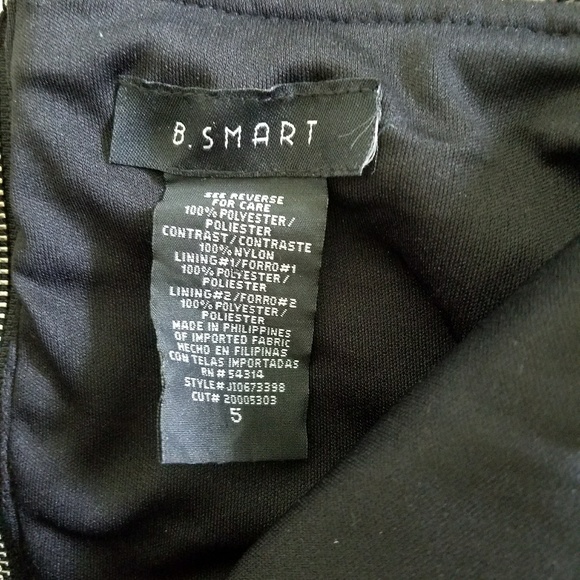 B. SMART
SEE REVERSE
FOR CARE
100% POLYESTER/
POLIESTER
CONTRAST/CONTRASTE
100% NYLON
LINING#1/FORRO#1
100% POLYESTER/
POLIESTER
LINING#2/FORRO#2
100% POLYESTER/
POLIESTER
MADE IN PHILIPPINES
OF IMPORTED FABRIC
HECHO EN FILIPINAS
CON TELAS IMPORTADAS
RN# 54314
STYLE# J10673398
CUT# 20005303
5